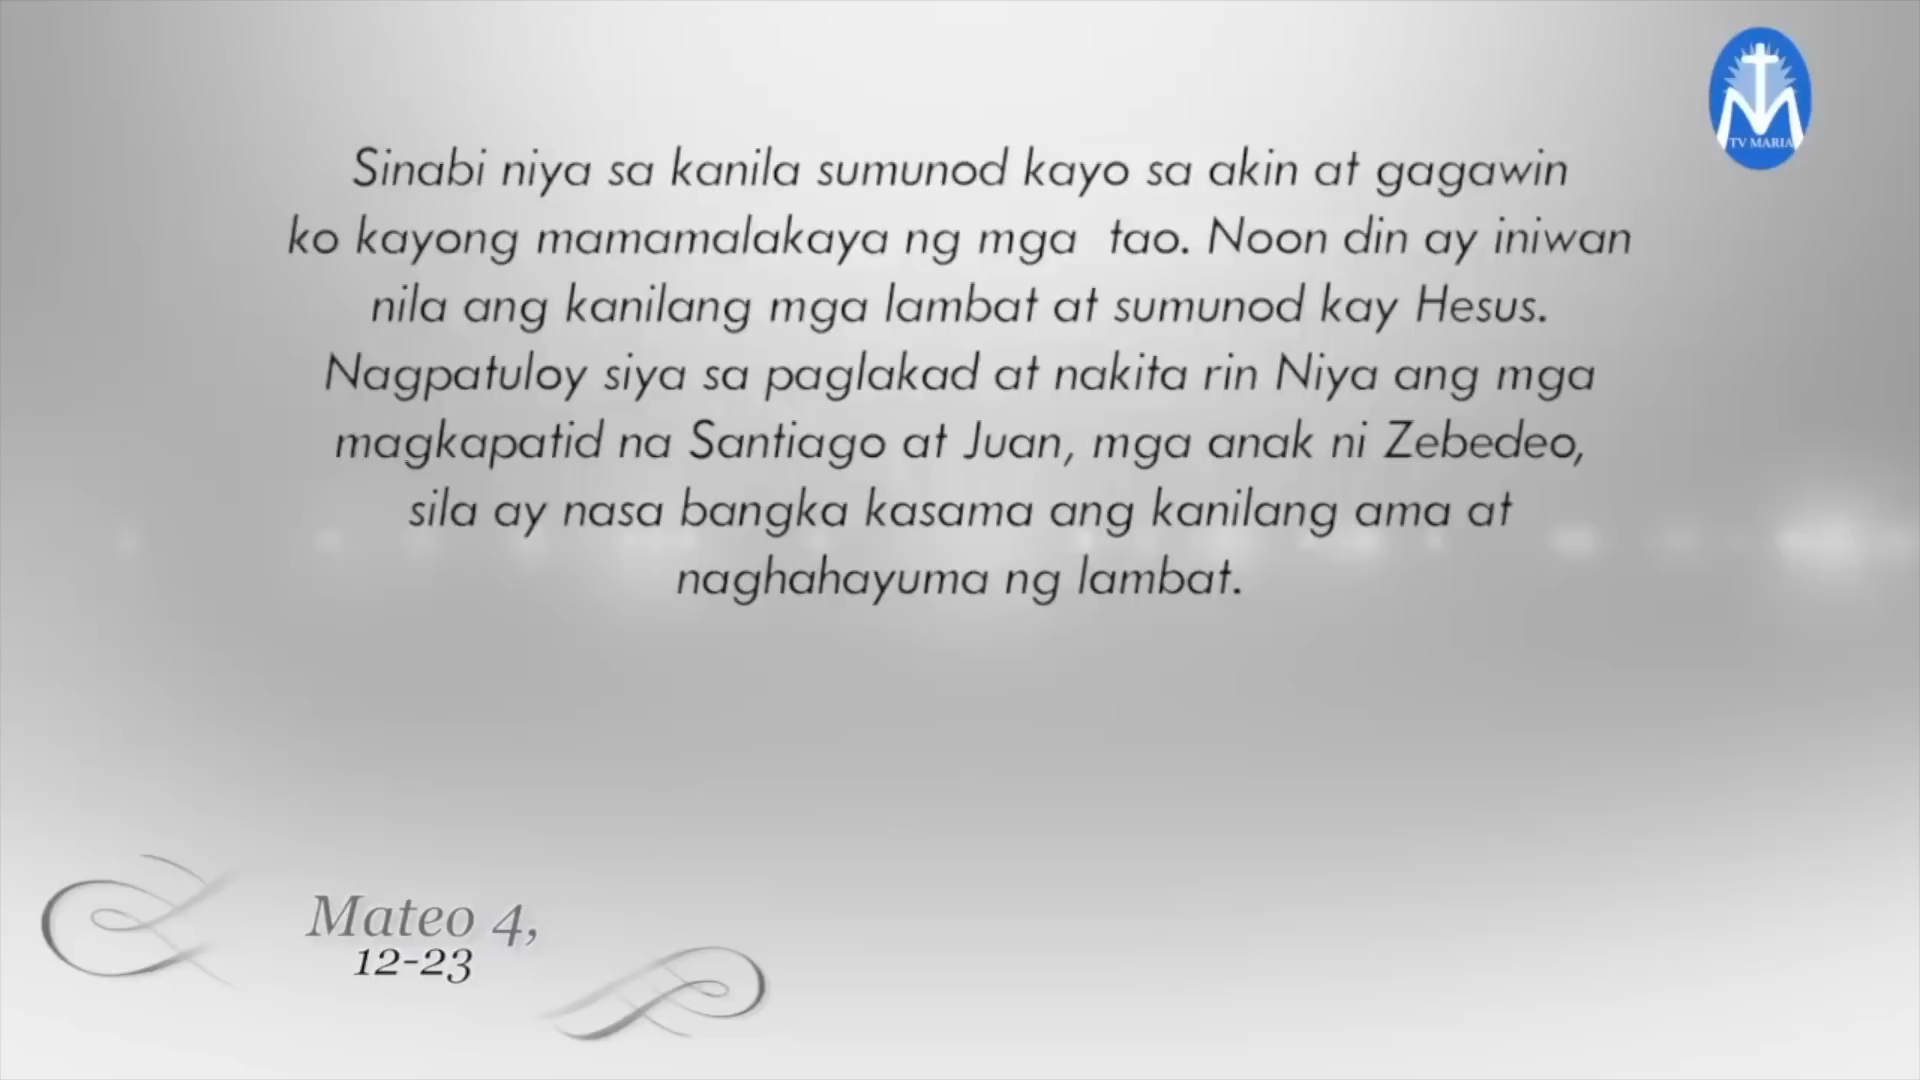 TV MARIA
Sinabi niya sa kanila sumunod kayo sa akin at gagawin
ko kayong mamamalakaya ng mga  tao. Noon din ay iniwan
nila ang kanilang mga lambat at sumunod kay Hesus.
Nagpatuloy siya sa paglakad at nakita rin Niya ang mga
magkapatid na Santiago at Juan, mga anak ni Zebedeo,
sila ay nasa bangka kasama ang kanilang ama at
naghahayuma ng lambat.
Mateo 4,
12-23